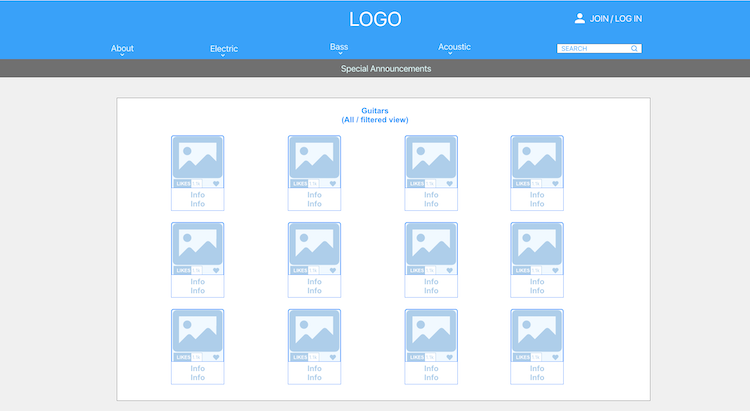 LOGO
JOIN / LOG IN
About
Electric
Bass
Acoustic
SEARCH
Special Announcements
Guitars
(All / filtered view)
LIKES
LIKES
LIKES
LIKES
Info
Info
Info
Info
Info
Info
Info
Info
LIKES
LIKES
LIKES
LIKES
Info
Info
Info
Info
Info
Info
Info
Info
LIKES
LIKES
LIKES
LIKES
Info
Info
Info
Info
Info
Info
Info
Info